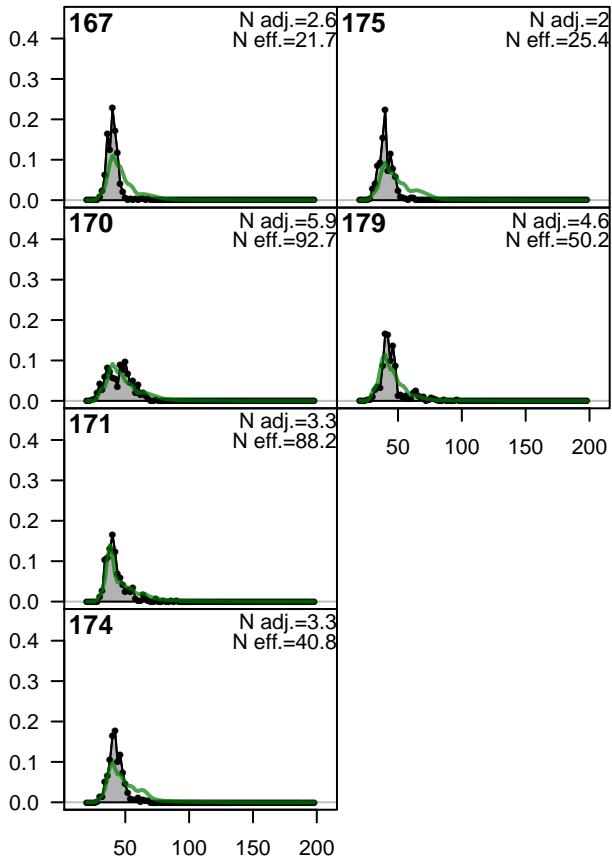 167
N adj.=2.6
N eff.=21.7
175
N adj.=2
N eff.=25.4
0.4
0.3
0.2
0.1
0.0
170
N adj.=5.9
N eff.=92.7
179
N adj.=4.6
N eff.=50.2
0.4
0.3
0.2
0.1
0.0
171
N adj.=3.3
N eff.=88.2
50 100 150 200
0.4
0.3
0.2
0.1
0.0
174
N adj.=3.3
N eff.=40.8
0.4
0.3
0.2
0.1
0.0
50 100 150 200